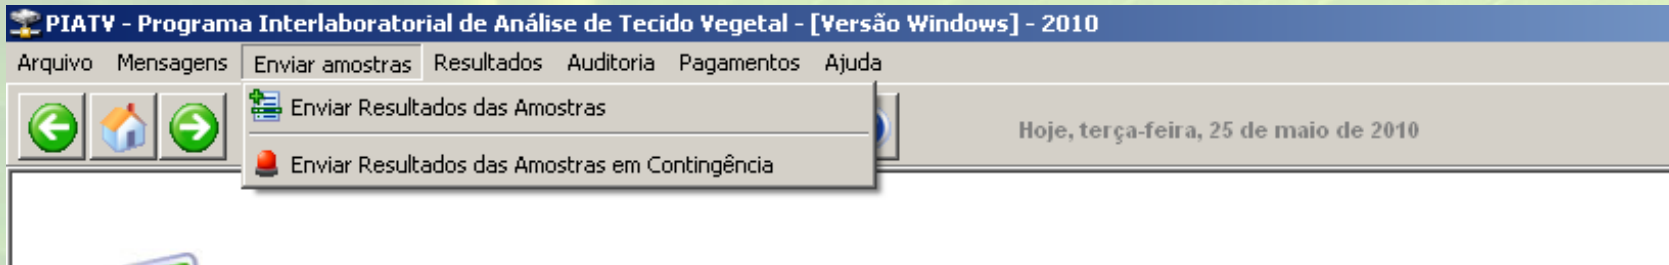 PIATV - Programa Interlaboratorial de Análise de Tecido Vegetal - [Versão Windows] - 2010
Arquivo Mensagens Enviar amostras Resultados Auditoria Pagamentos Ajuda
Enviar Resultados das Amostras
Hoje, terça-feira, 25 de maio de 2010
Enviar Resultados das Amostras em Contingência